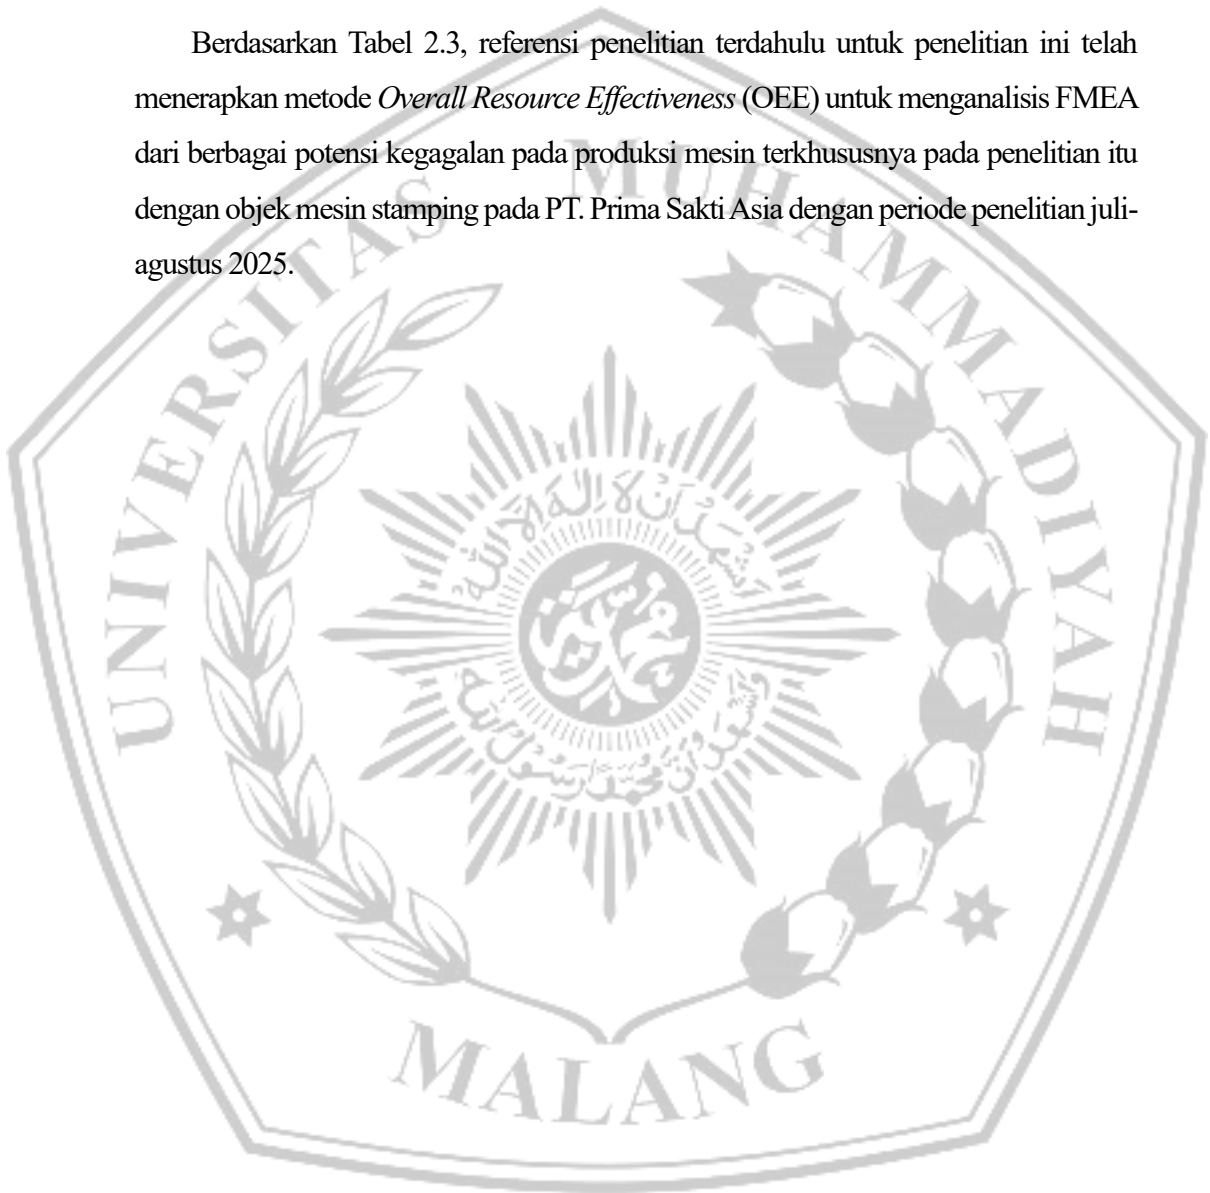 Berdasarkan Tabel 2.3, referensi penelitian terdahulu untuk penelitian ini telah
menerapkan metode Overall Resource Effectiveness (OEE) untuk menganalisis FMEA
dari berbagai potensi kegagalan pada produksi mesin terkhususnya pada penelitian itu
dengan objek mesin stamping pada PT. Prima Sakti Asia dengan periode penelitian juli-
agustus 2025.
UNIVERSITAS MUHAMMADIYAH
MALANG